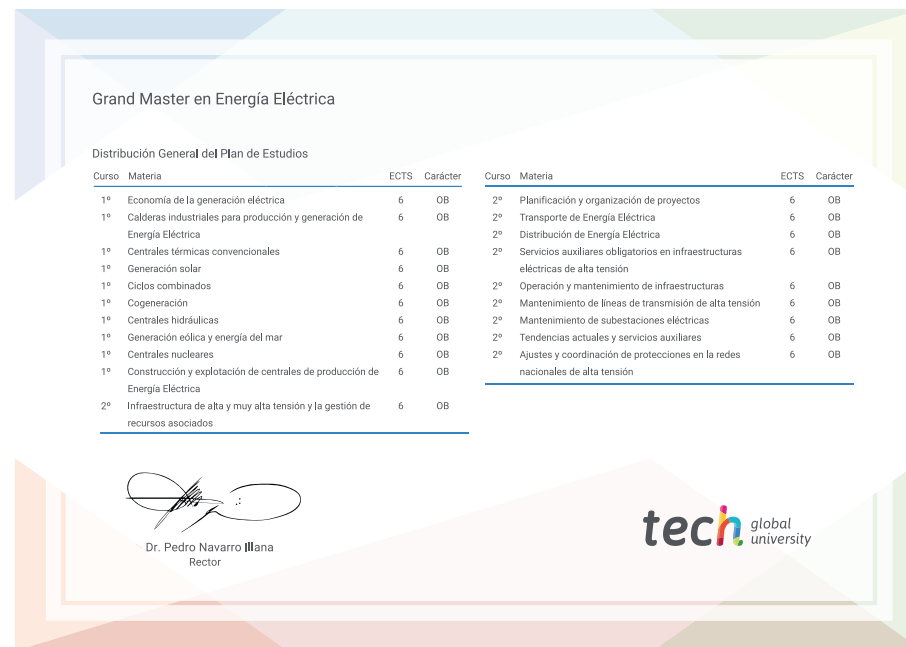 Grand Master en Energía Eléctrica
Distribución General del Plan de Estudios
Curso Materia ECTS Carácter
1º Economía de la generación eléctrica 6 OB
1º Calderas industriales para producción y generación de 6 OB
Energía Eléctrica
1º Centrales térmicas convencionales 6 OB
1º Generación solar 6 OB
1º Ciclos combinados 6 OB
1º Cogeneración 6 OB
1º Centrales hidráulicas 6 OB
1º Generación eólica y energía del mar 6 OB
1º Centrales nucleares 6 OB
1º Construcción y explotación de centrales de producción de 6 OB
Energía Eléctrica
2º Infraestructura de alta y muy alta tensión y la gestión de 6 OB
recursos asociados
Curso Materia ECTS Carácter
2º Planificación y organización de proyectos 6 OB
2º Transporte de Energía Eléctrica 6 OB
2º Distribución de Energía Eléctrica 6 OB
2º Servicios auxiliares obligatorios en infraestructuras 6 OB
eléctricas de alta tensión
2º Operación y mantenimiento de infraestructuras 6 OB
2º Mantenimiento de líneas de transmisión de alta tensión 6 OB
2º Mantenimiento de subestaciones eléctricas 6 OB
2º Tendencias actuales y servicios auxiliares 6 OB
2º Ajustes y coordinación de protecciones en la redes 6 OB
nacionales de alta tensión
Dr. Pedro Navarro Illana
Rector
tech global
university